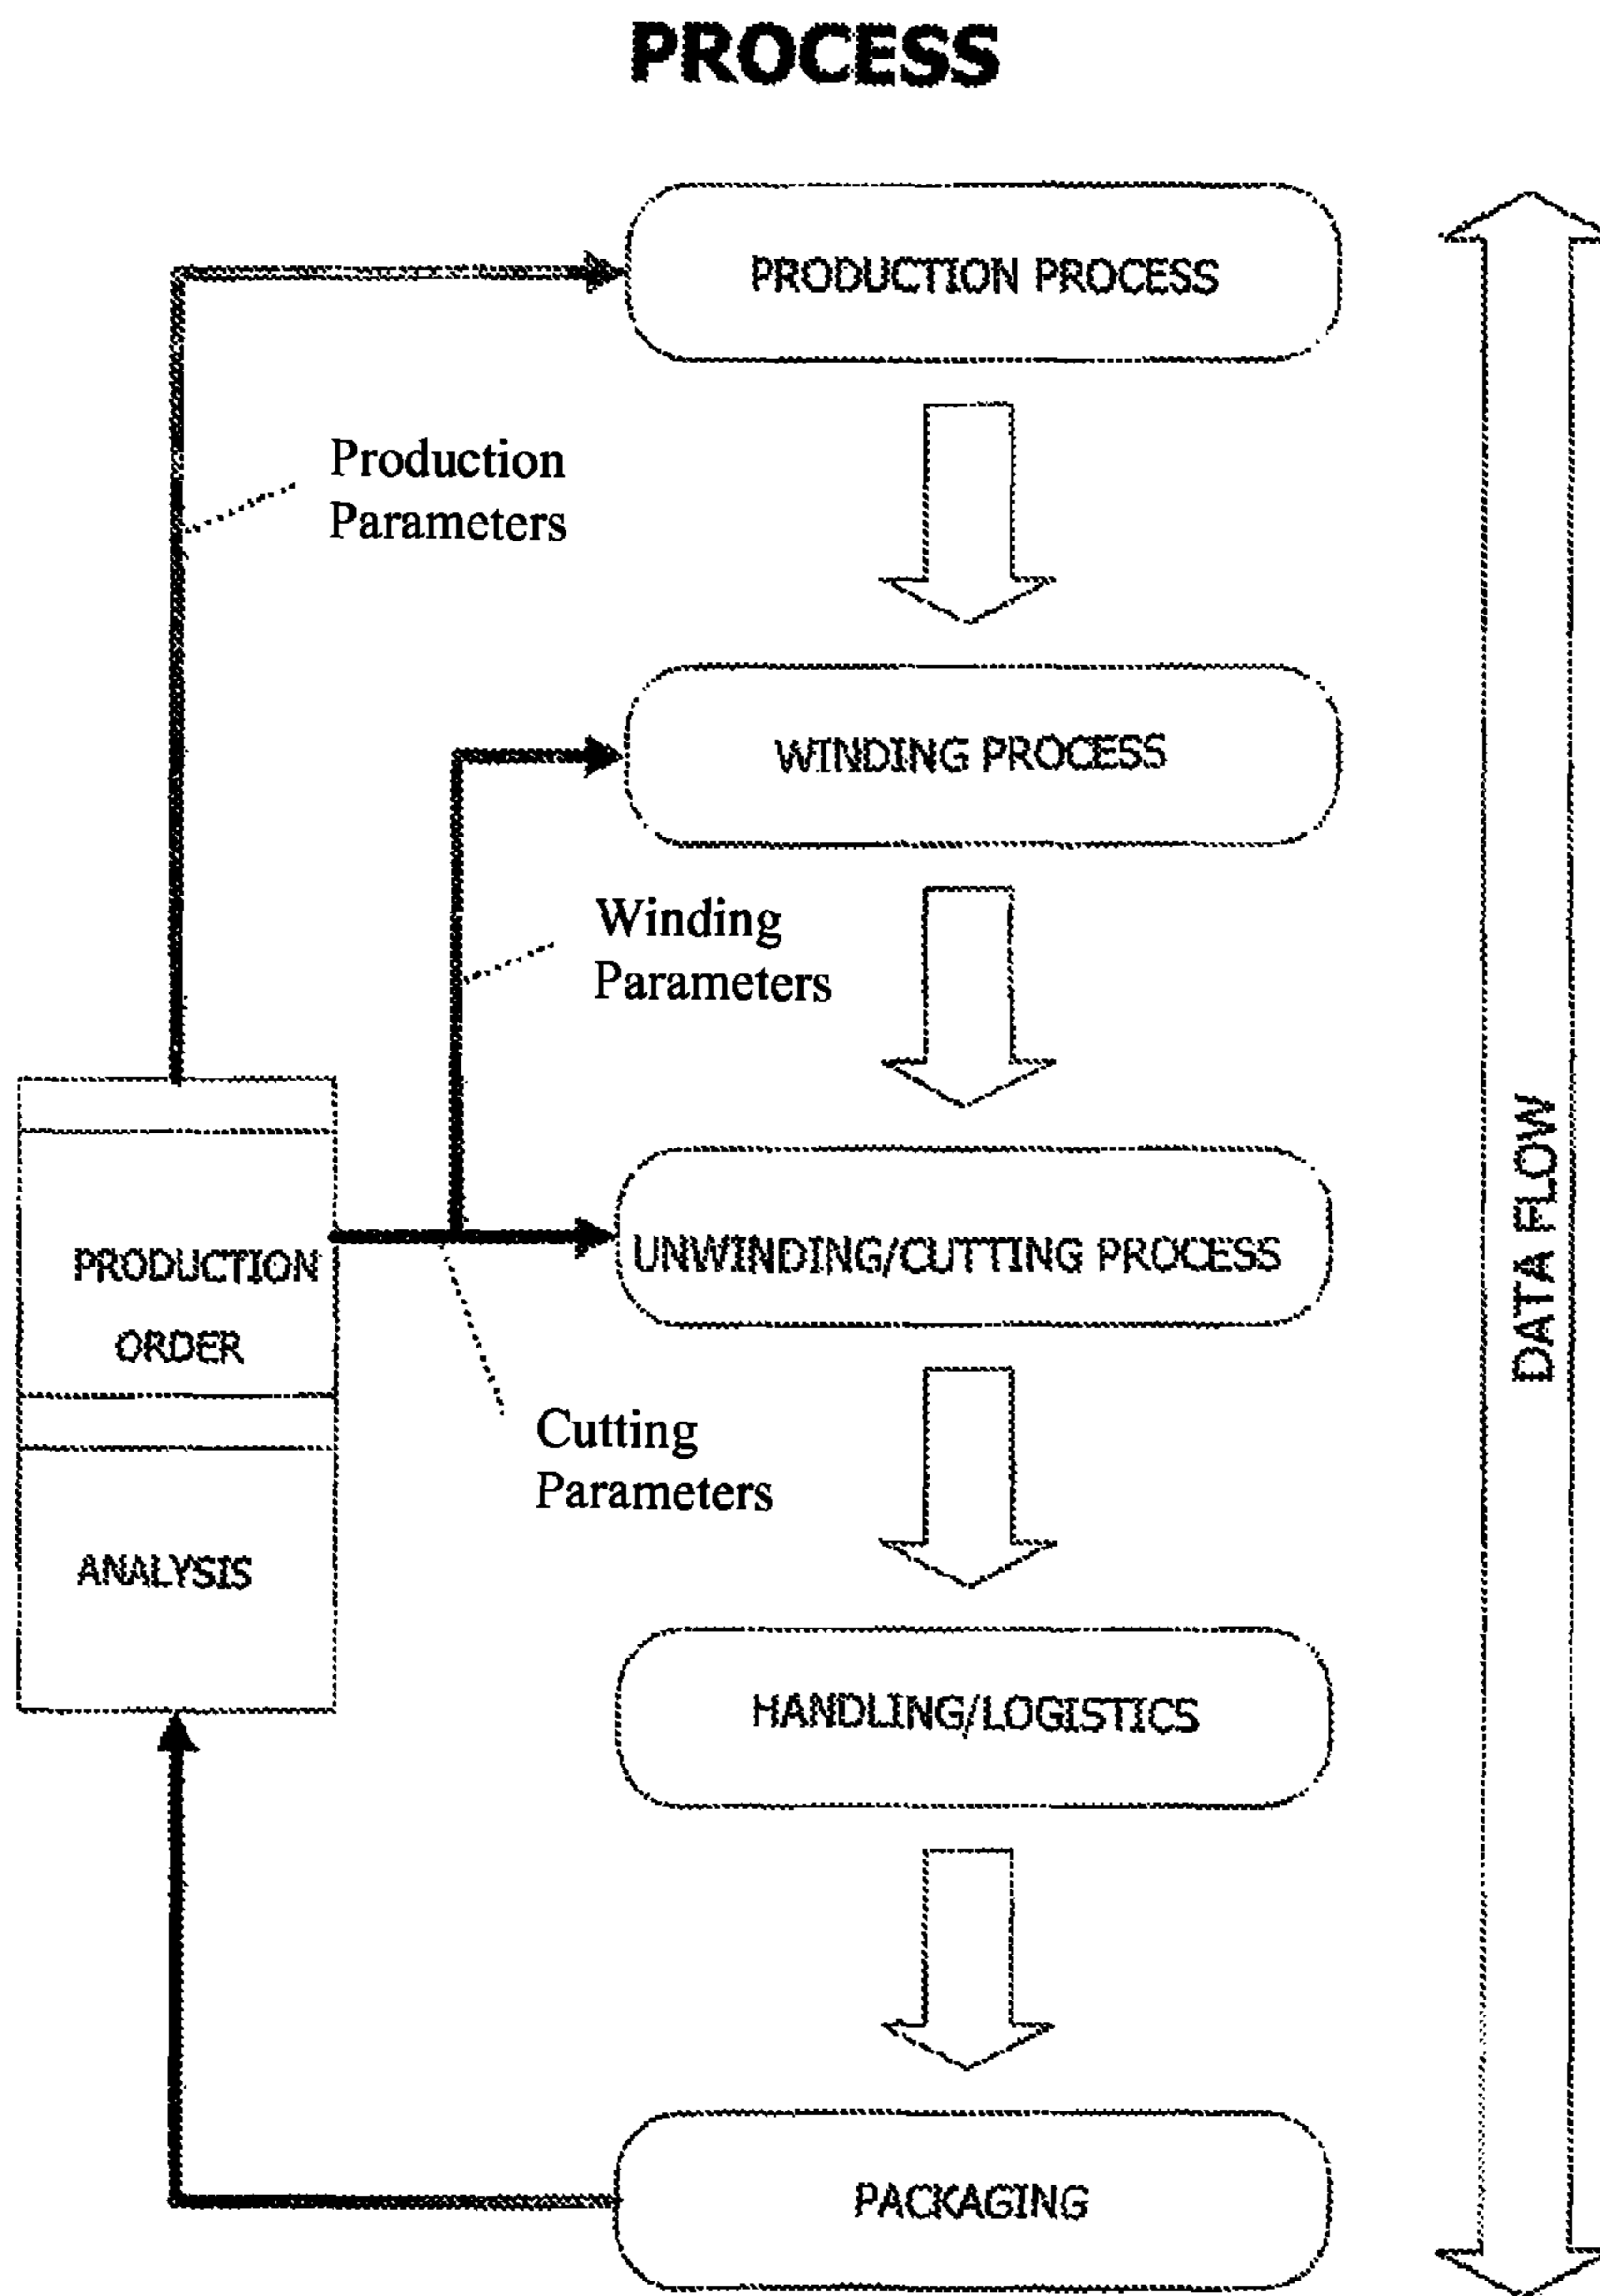 PROCESS
PRODUCTION PROCESS
Production
Parameters
WINDING PROCESS
Winding
Parameters
UNWINDING/CUTTING PROCESS
PRODUCTION
ORDER
Cutting
Parameters
ANALYSIS
HANDLING/LOGISTICS
PACKAGING
DATA FLOW